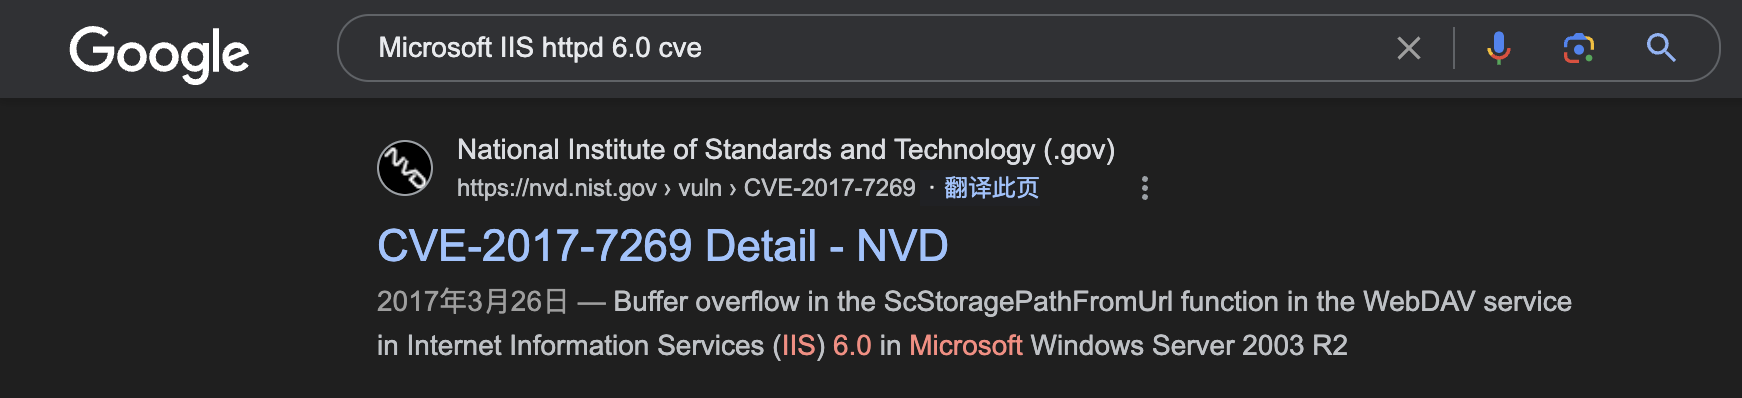 Google
Microsoft IIS httpd 6.0 cve
NVD
National Institute of Standards and Technology (.gov)
https://nvd.nist.gov › vuln › CVE-2017-7269 · 翻译此页
CVE-2017-7269 Detail - NVD
2017年3月26日 — Buffer overflow in the ScStoragePathFromUrl function in the WebDAV service
in Internet Information Services (IIS) 6.0 in Microsoft Windows Server 2003 R2